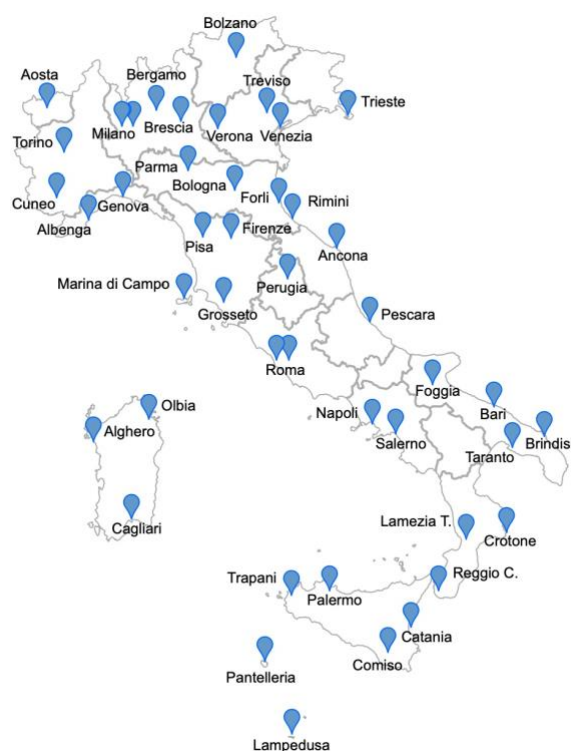 Bolzano
Aosta
Bergamo
Treviso
Trieste
Milano
Brescia
Verona
Venezia
Torino
Parma
Bologna
Forli
Rimini
Cuneo
Genova
Albenga
Pisa
Firenze
Ancona
Marina di Campo
Perugia
Grosseto
Pescara
Roma
Foggia
Olbia
Napoli
Bari
Alghero
Salerno
Taranto
Brindis
Cagliari
Lamezia T.
Crotone
Trapani
Palermo
Reggio C.
Catania
Comiso
Pantelleria
Lampedusa